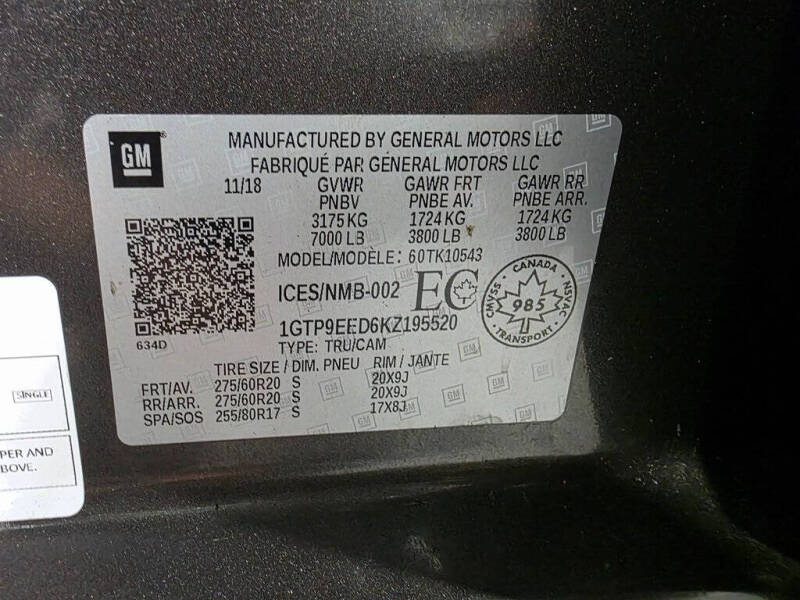 GM
MANUFACTURED BY GENERAL MOTORS LLC
FABRIQUÉ PAR GENERAL MOTORS LLC
11/18 GVWR GAWR FRT GAWR RR
PNBV PNBE AV. PNBE ARR.
3175 KG 1724 KG 1724 KG
7000 LB 3800 LB 3800 LB
MODEL/MODÈLE: 60TK10543
ICES/NMB-002 EC
CANADA
CMVSS 985 NSVAC
TRANSPORT
1GTP9EED6KZ195520
634D
TYPE: TRU/CAM
TIRE SIZE / DIM. PNEU RIM / JANTE
FRT/AV. 275/60R20 S 20X9J
RR/ARR. 275/60R20 S 20X9J
SPA/SOS 255/80R17 S 17X8J
SINGLE
PER AND
BOVE.